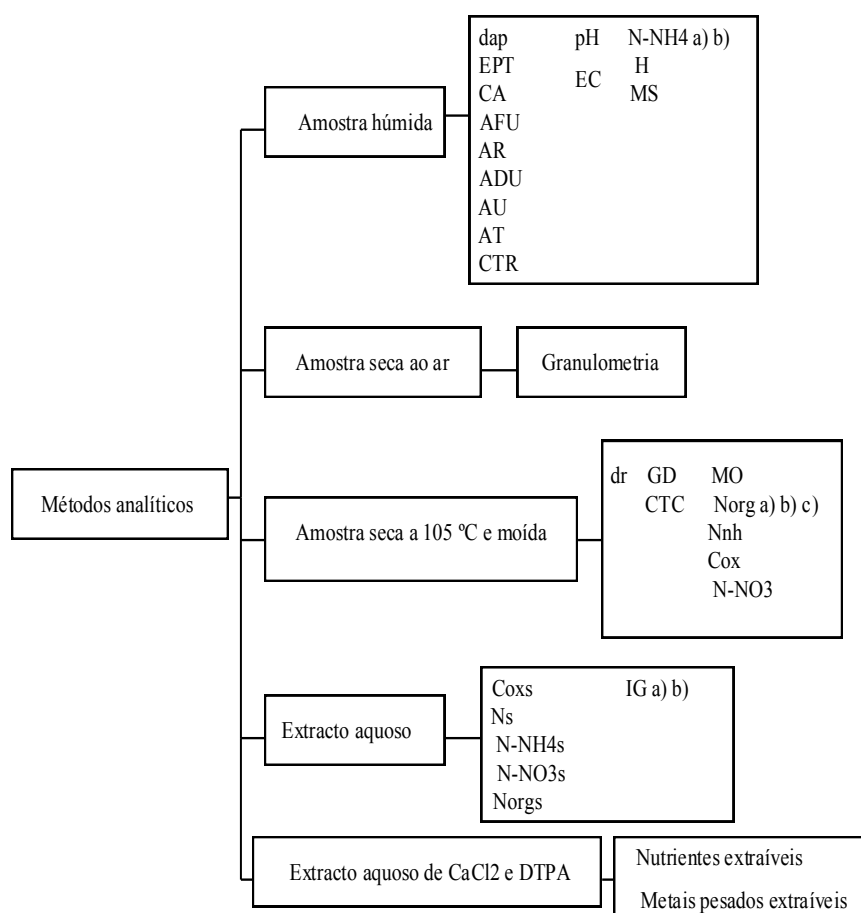 dap pH N-NH4 a) b)
EPT EC H
CA MS
AFU
AR
ADU
AU
AT
CTR
Amostra húmida
Amostra seca ao ar
Granulometria
Métodos analíticos
Amostra seca a 105 ºC e moída
dr GD MO
CTC Norg a) b) c)
Nnh
Cox
N-NO3
Extracto aquoso
Coxs IG a) b)
Ns
N-NH4s
N-NO3s
Norgs
Extracto aquoso de CaCl2 e DTPA
Nutrientes extraíveis
Metais pesados extraíveis